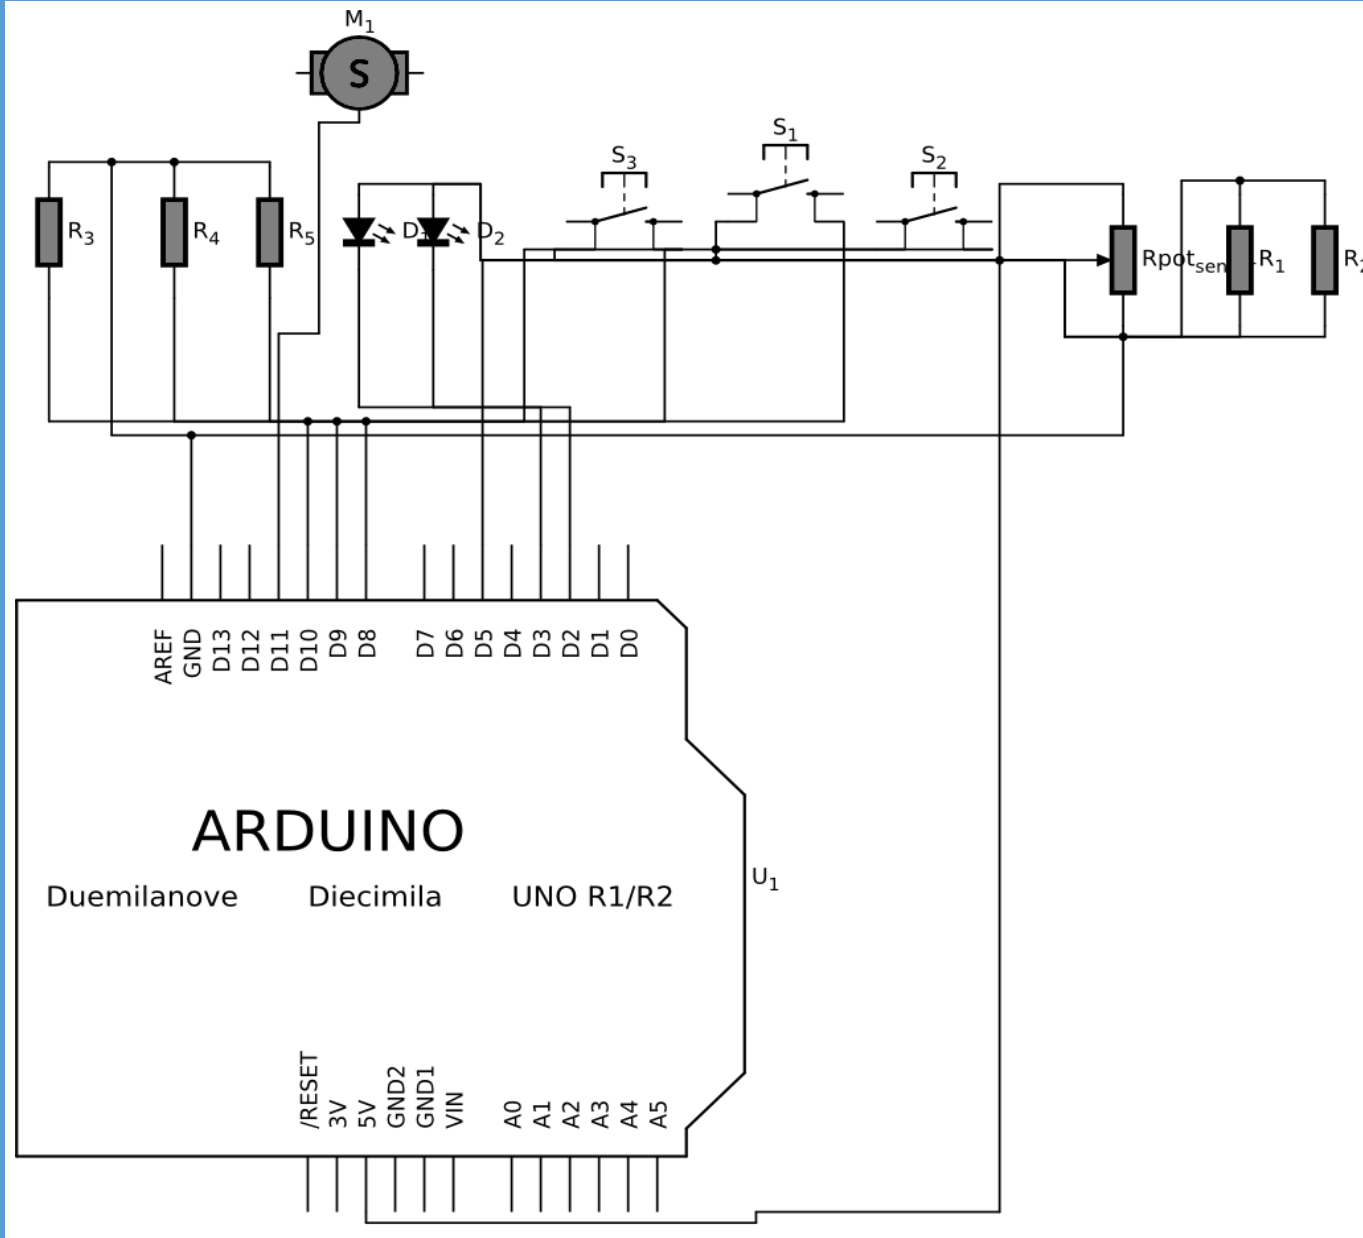 M1
S
S1
S3
S2
R3
R4
R5
D2
Rpotsen
R1
AREF
GND
D13
D12
D11
D10
D9
D8
D7
D6
D5
D4
D3
D2
D1
D0
ARDUINO
Duemilanove Diecimila UNO R1/R2
U1
/RESET
3V
5V
GND2
GND1
VIN
A0
A1
A2
A3
A4
A5